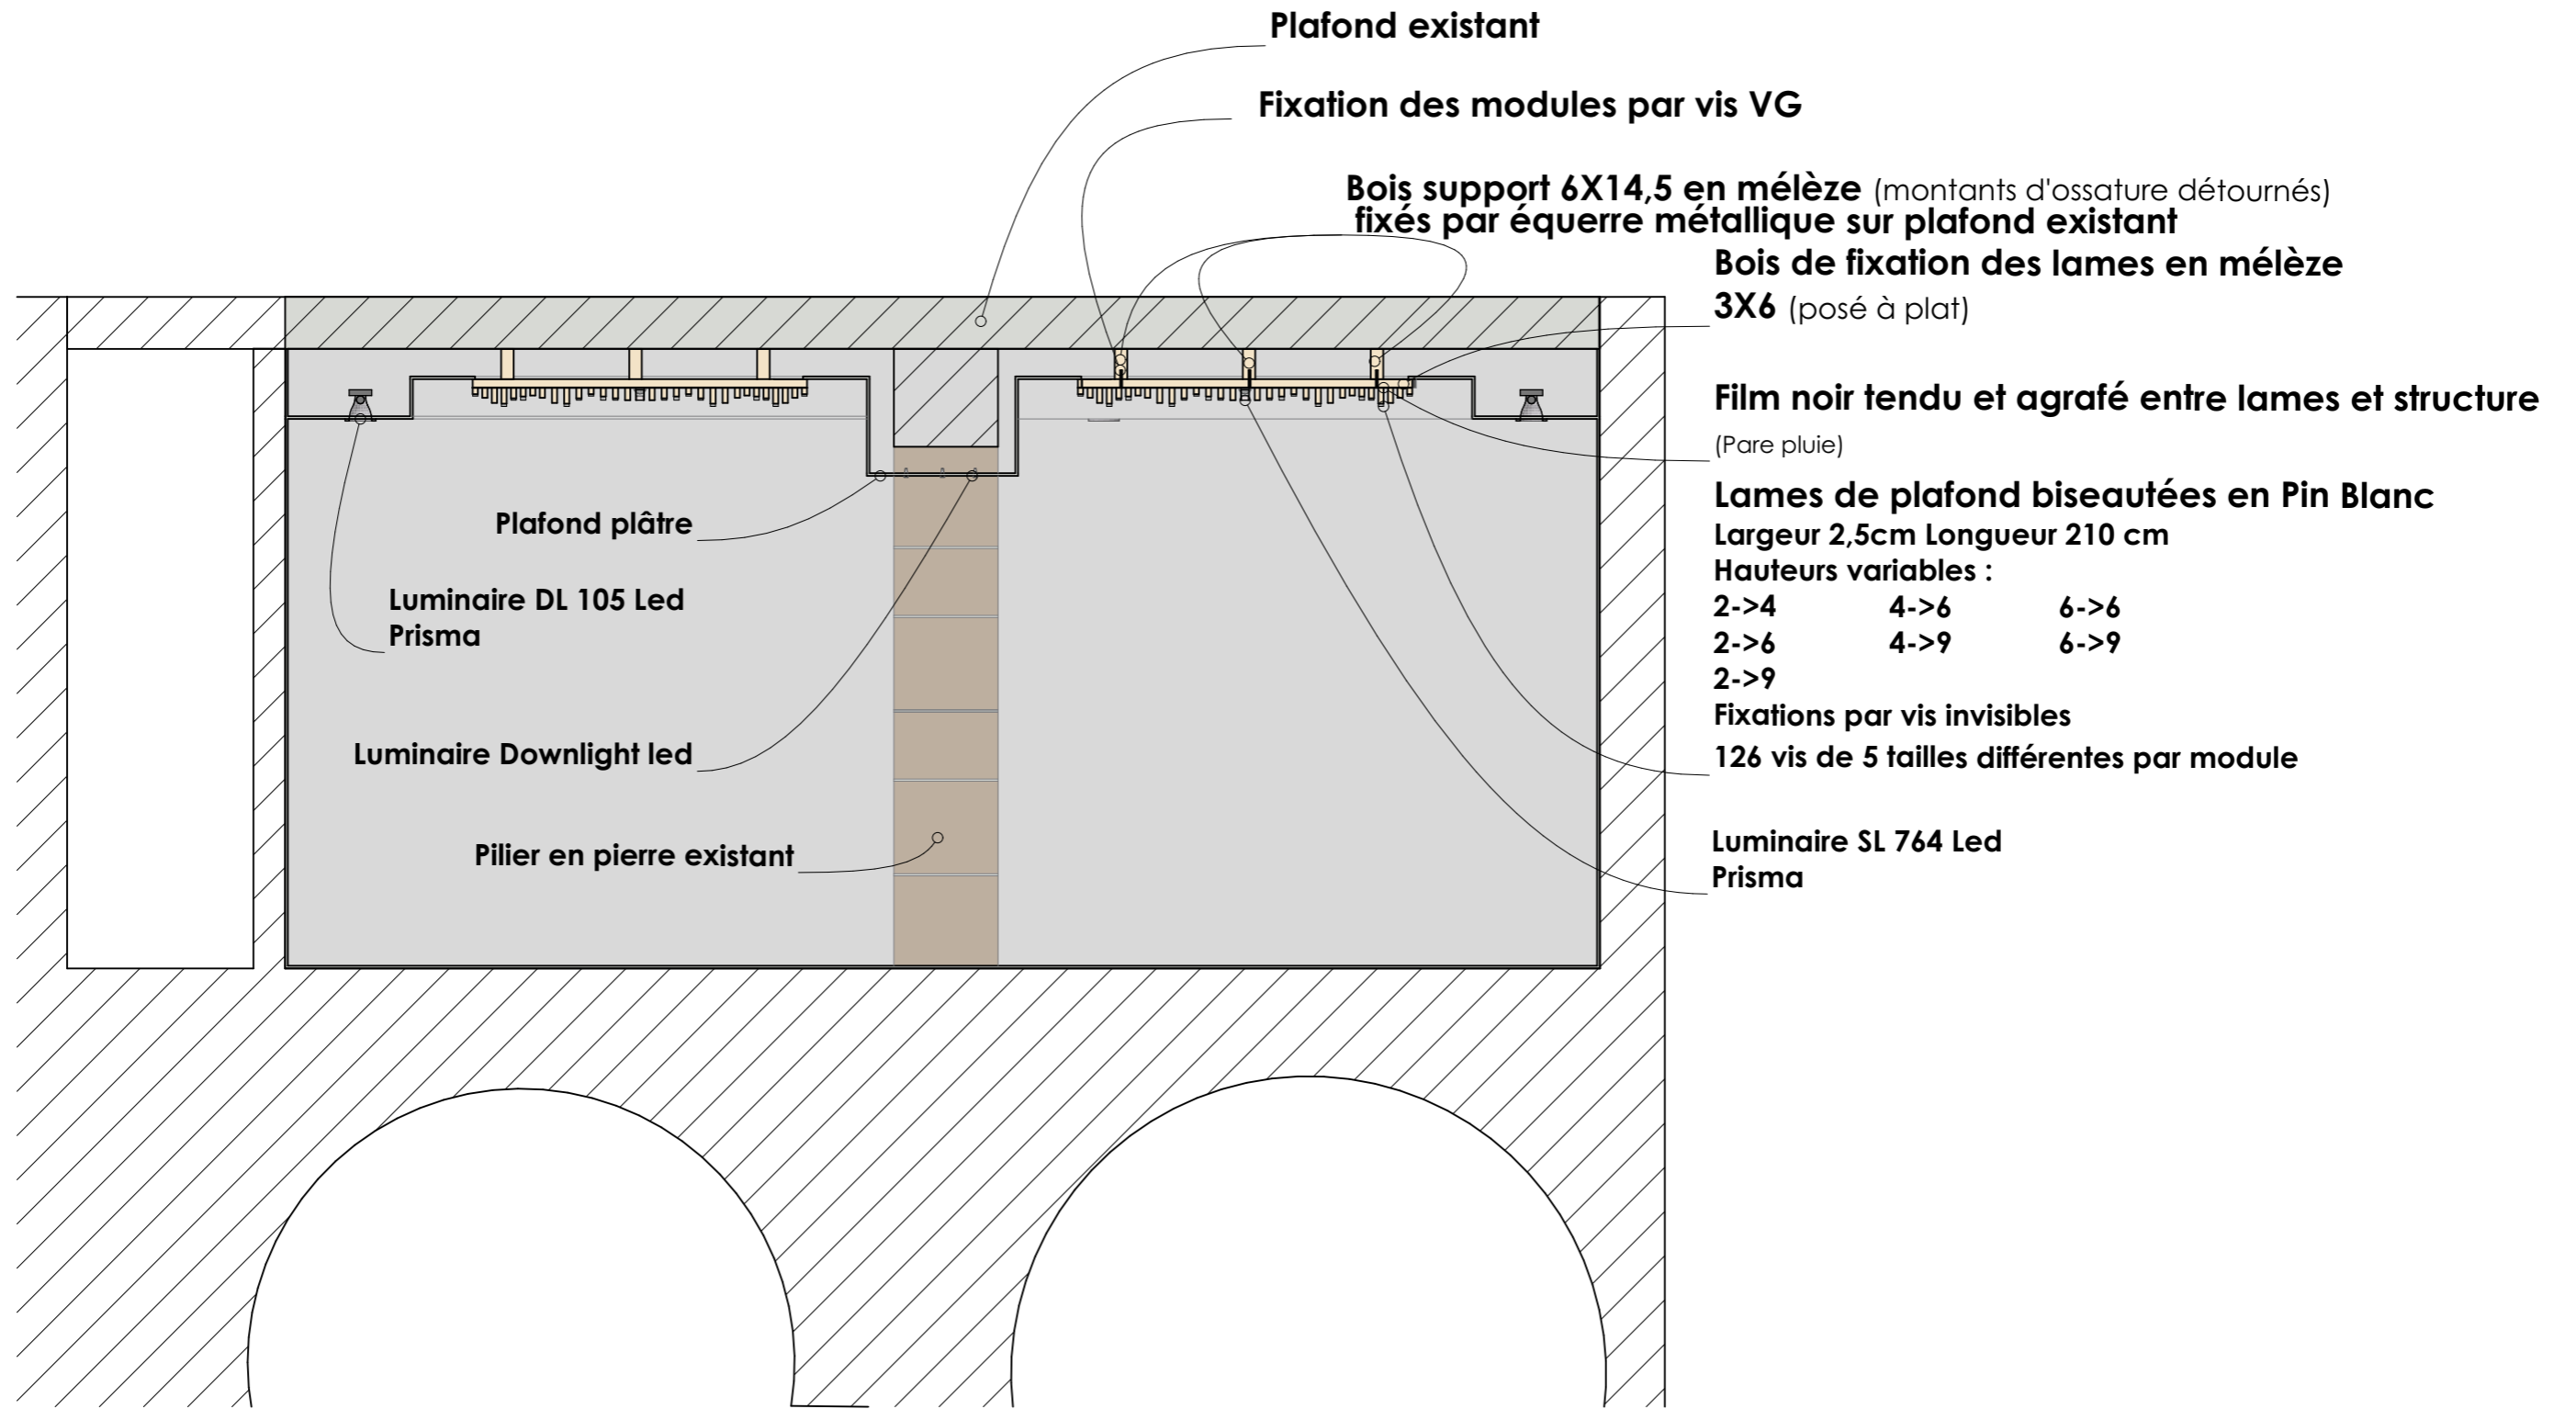 Plafond existant
Fixation des modules par vis VG
Bois support 6X14,5 en mélèze (montants d'ossature détournés)
fixés par équerre métallique sur plafond existant
Bois de fixation des lames en mélèze
3X6 (posé à plat)
Film noir tendu et agrafé entre lames et structure
(Pare pluie)
Lames de plafond biseautées en Pin Blanc
Largeur 2,5cm Longueur 210 cm
Hauteurs variables :
2->4 4->6 6->6
2->6 4->9 6->9
2->9
Fixations par vis invisibles
126 vis de 5 tailles différentes par module
Luminaire SL 764 Led
Prisma
Plafond plâtre
Luminaire DL 105 Led
Prisma
Luminaire Downlight led
Pilier en pierre existant